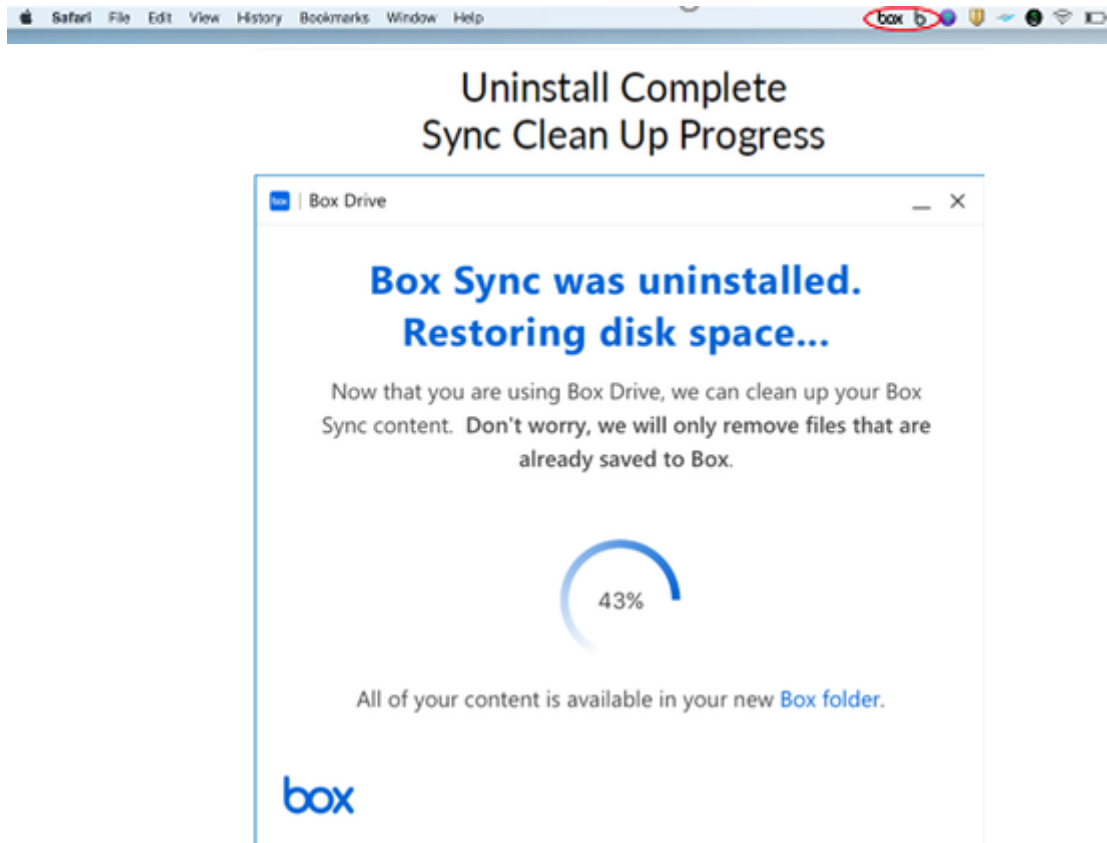 Safari File Edit View History Bookmarks Window Help box b
Uninstall Complete
Sync Clean Up Progress
box | Box Drive
Box Sync was uninstalled.
Restoring disk space...
Now that you are using Box Drive, we can clean up your Box
Sync content. Don't worry, we will only remove files that are
already saved to Box.
43%
All of your content is available in your new Box folder.
box